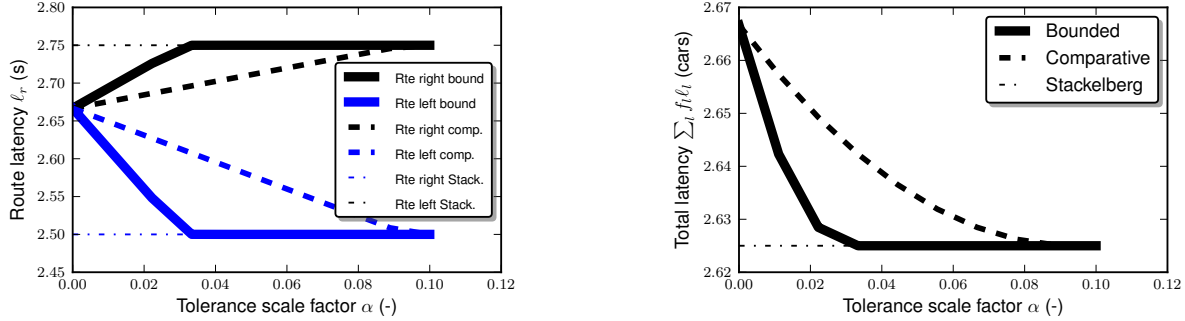 2.80
2.75
2.70
2.65
2.60
2.55
2.50
2.45
Route latency ℓ_r (s)
Rte right bound
Rte left bound
Rte right comp.
Rte left comp.
Rte right Stack.
Rte left Stack.
0.00 0.02 0.04 0.06 0.08 0.10 0.12
Tolerance scale factor α (-)
2.67
2.66
2.65
2.64
2.63
2.62
Total latency ∑_l f_l ℓ_l (cars)
Bounded
Comparative
Stackelberg
0.00 0.02 0.04 0.06 0.08 0.10 0.12
Tolerance scale factor α (-)